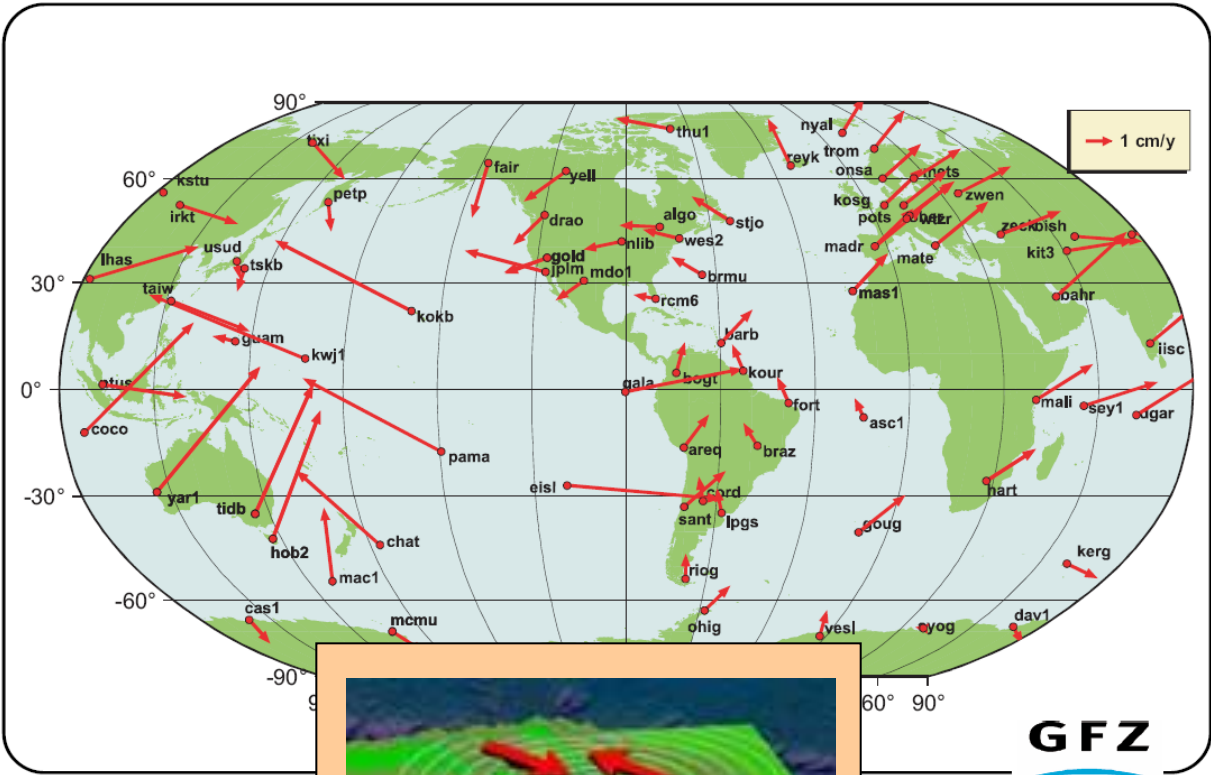 90°
1 cm/y
nyal
thu1
trom
tixi
reyk
fair
onsa
60°
kstu
yell
petp
zwen
kosg
irkt
drao
algo
stjo
pots
nlib
wes2
madr
usud
mate
kit3
lhas
tskb
gold
jplm
mdo1
brmu
30°
taiw
mas1
bahr
rcm6
kokb
guam
barb
kwj1
iisc
gala
bogt
kour
0°
ntus
mali
fort
sey1
dgar
asc1
coco
areq
braz
pama
eisl
hart
-30°
yar1
cord
tidb
sant
lpgs
goug
hob2
chat
kerg
riog
mac1
-60°
cas1
mcmu
ohig
vesl
syog
dav1
-90°
60°
90°
GFZ